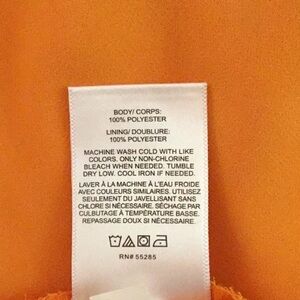 BODY/ CORPS:
100% POLYESTER
LINING/ DOUBLURE:
100% POLYESTER
MACHINE WASH COLD WITH LIKE
COLORS. ONLY NON-CHLORINE
BLEACH WHEN NEEDED. TUMBLE
DRY LOW. COOL IRON IF NEEDED.
LAVER À LA MACHINE À L'EAU FROIDE
AVEC COULEURS SIMILAIRES. UTILISEZ
SEULEMENT DU JAVELLISANT SANS
CHLORE SI NÉCESSAIRE. SÉCHAGE PAR
CULBUTAGE À TEMPÉRATURE BASSE.
REPASSAGE DOUX SI NÉCESSAIRE.
RN# 55285